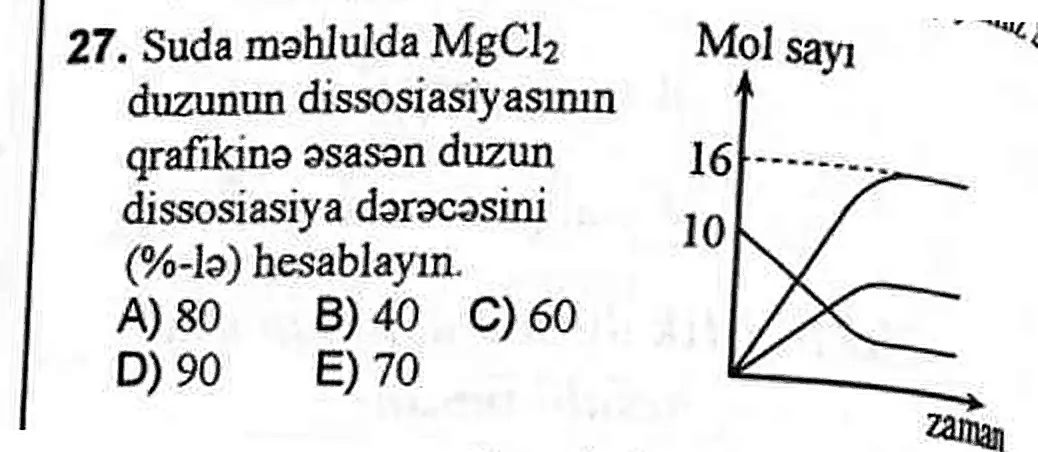 27. Suda məhlulda MgCl₂
duzunun dissosiasiyasının
qrafikinə əsasən duzun
dissosiasiya dərəcəsini
(%-lə) hesablayın.
A) 80 B) 40 C) 60
D) 90 E) 70
Mol sayı
16
10
zaman